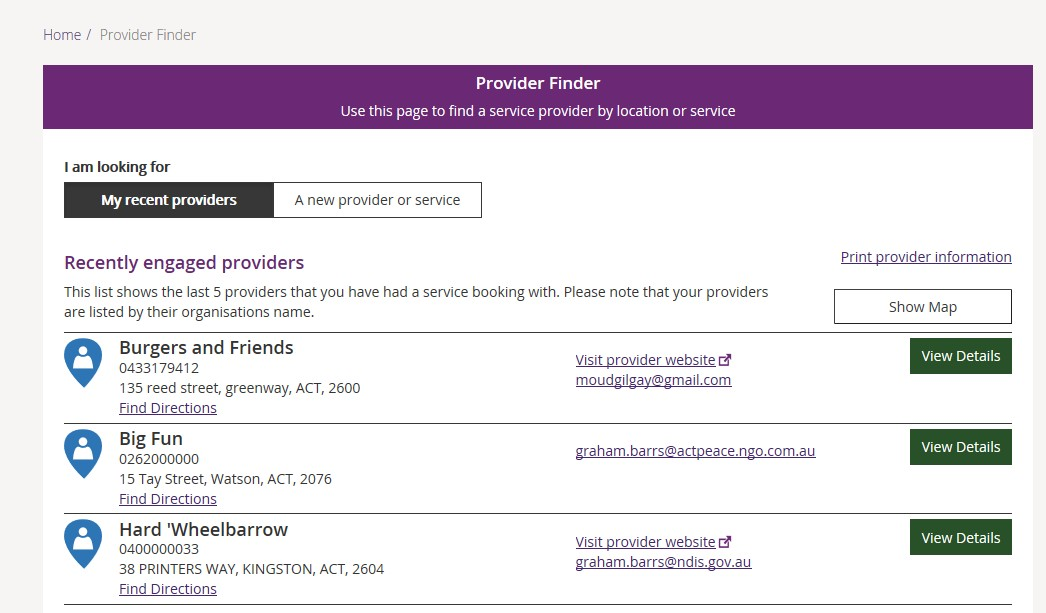 Home / Provider Finder
Provider Finder
Use this page to find a service provider by location or service
I am looking for
My recent providers
A new provider or service
Recently engaged providers
Print provider information
This list shows the last 5 providers that you have had a service booking with. Please note that your providers
are listed by their organisations name.
Show Map
Burgers and Friends
0433179412
135 reed street, greenway, ACT, 2600
Find Directions
Visit provider website
moudgilgay@gmail.com
View Details
Big Fun
0262000000
15 Tay Street, Watson, ACT, 2076
Find Directions
graham.barrs@actpeace.ngo.com.au
View Details
Hard 'Wheelbarrow
0400000033
38 PRINTERS WAY, KINGSTON, ACT, 2604
Find Directions
Visit provider website
graham.barrs@ndis.gov.au
View Details